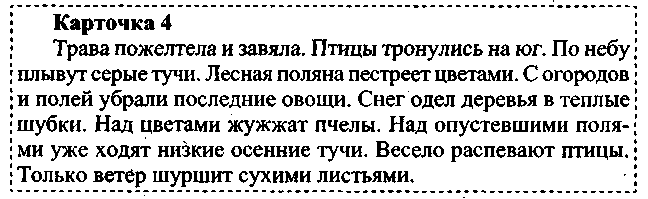 Карточка 4
Трава пожелтела и завяла. Птицы тронулись на юг. По небу
плывут серые тучи. Лесная поляна пестреет цветами. С огородов
и полей убрали последние овощи. Снег одел деревья в теплые
шубки. Над цветами жужжат пчелы. Над опустевшими поля-
ми уже ходят низкие осенние тучи. Весело распевают птицы.
Только ветер шуршит сухими листьями.